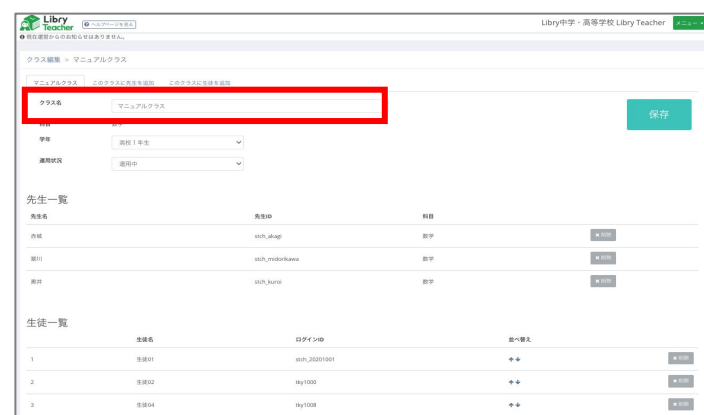 Libry Teacher
ヘルプページを見る
Libry中学・高等学校 Libry Teacher
メニュー
現在運営からのお知らせはありません。
クラス編集 > マニュアルクラス
マニュアルクラス このクラスに先生を追加 このクラスに生徒を追加
クラス名 マニュアルクラス
保存
科目 数学
学年 高校1年生
運用状況 運用中
先生一覧
先生名 先生ID 科目
赤城 stch_akagi 数学 × 削除
翠川 stch_midorikawa 数学 × 削除
黒井 stch_kuroi 数学 × 削除
生徒一覧
生徒名 ログインID 並べ替え
1 生徒01 stch_20201001 × 削除
2 生徒02 tky1000 × 削除
3 生徒04 tky1008 × 削除